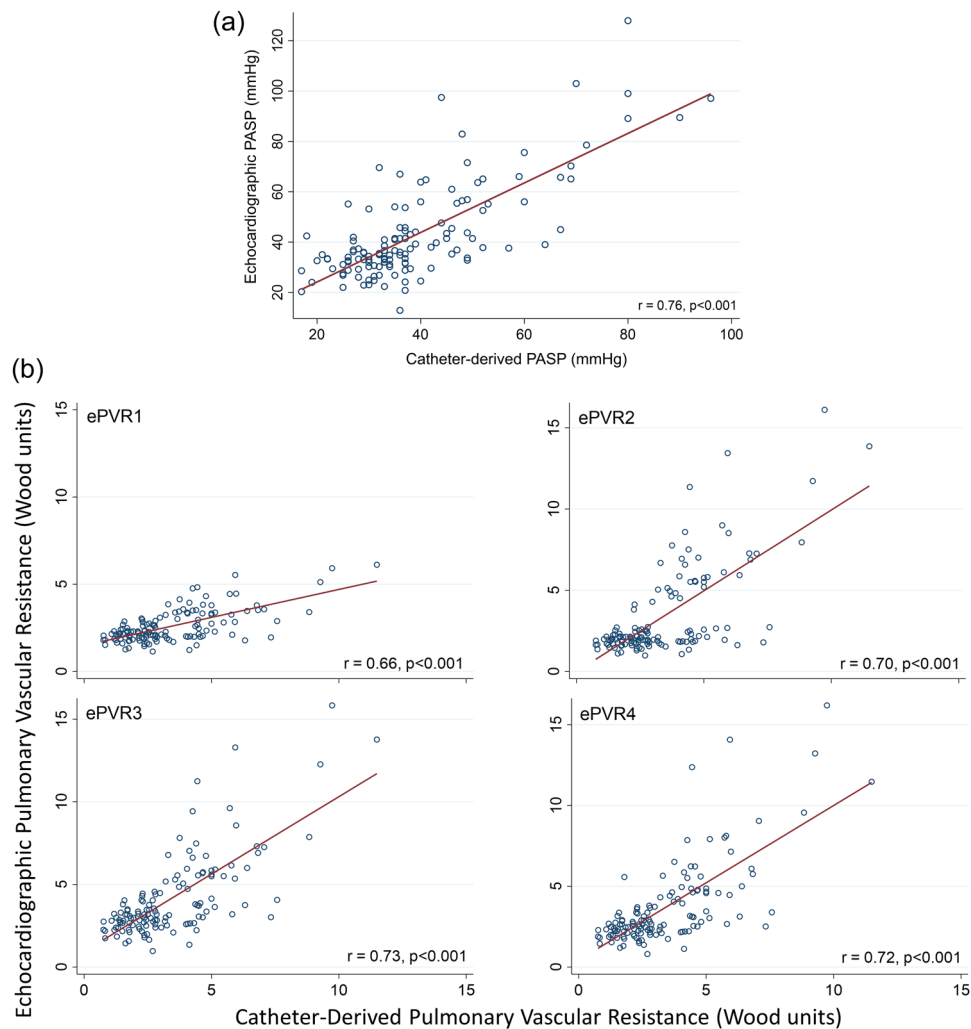 (a)
Echocardiographic PASP (mmHg)
120
100
80
60
40
20
r = 0.76, p<0.001
20 40 60 80 100
Catheter-derived PASP (mmHg)
(b)
Echocardiographic Pulmonary Vascular Resistance (Wood units)
ePVR1
15
10
5
0
r = 0.66, p<0.001
ePVR2
15
10
5
0
r = 0.70, p<0.001
0 5 10 15
ePVR3
15
10
5
0
r = 0.73, p<0.001
0 5 10 15
ePVR4
15
10
5
0
r = 0.72, p<0.001
0 5 10 15
Catheter-Derived Pulmonary Vascular Resistance (Wood units)